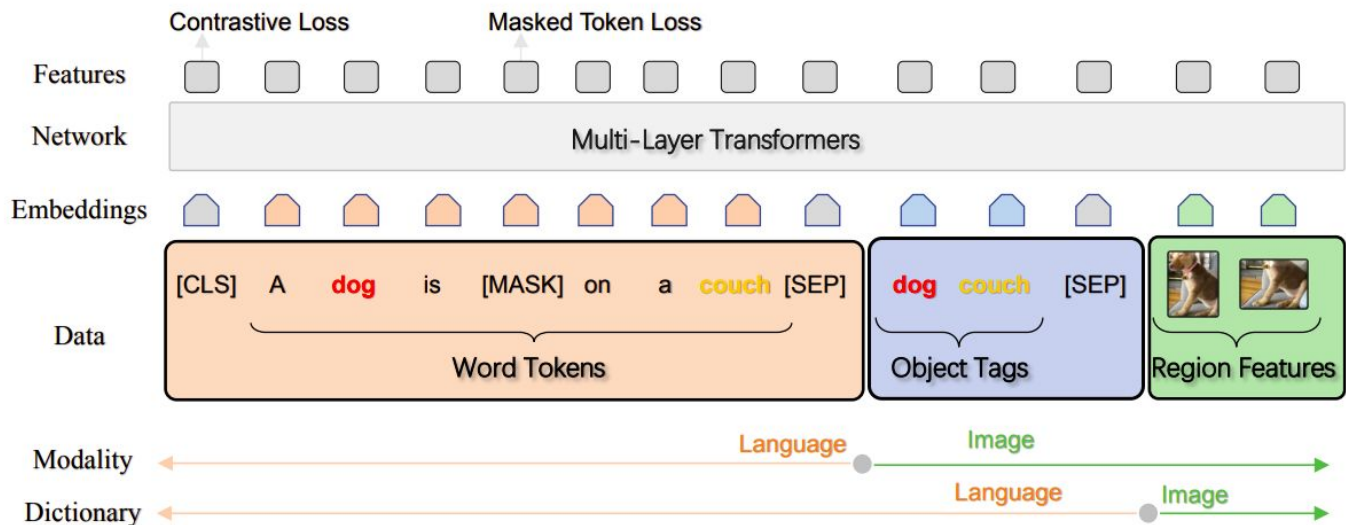 Contrastive Loss Masked Token Loss
Features
Network Multi-Layer Transformers
Embeddings
[CLS] A dog is [MASK] on a couch [SEP] dog couch [SEP]
Data
Word Tokens Object Tags Region Features
Modality Language Image
Dictionary Language Image